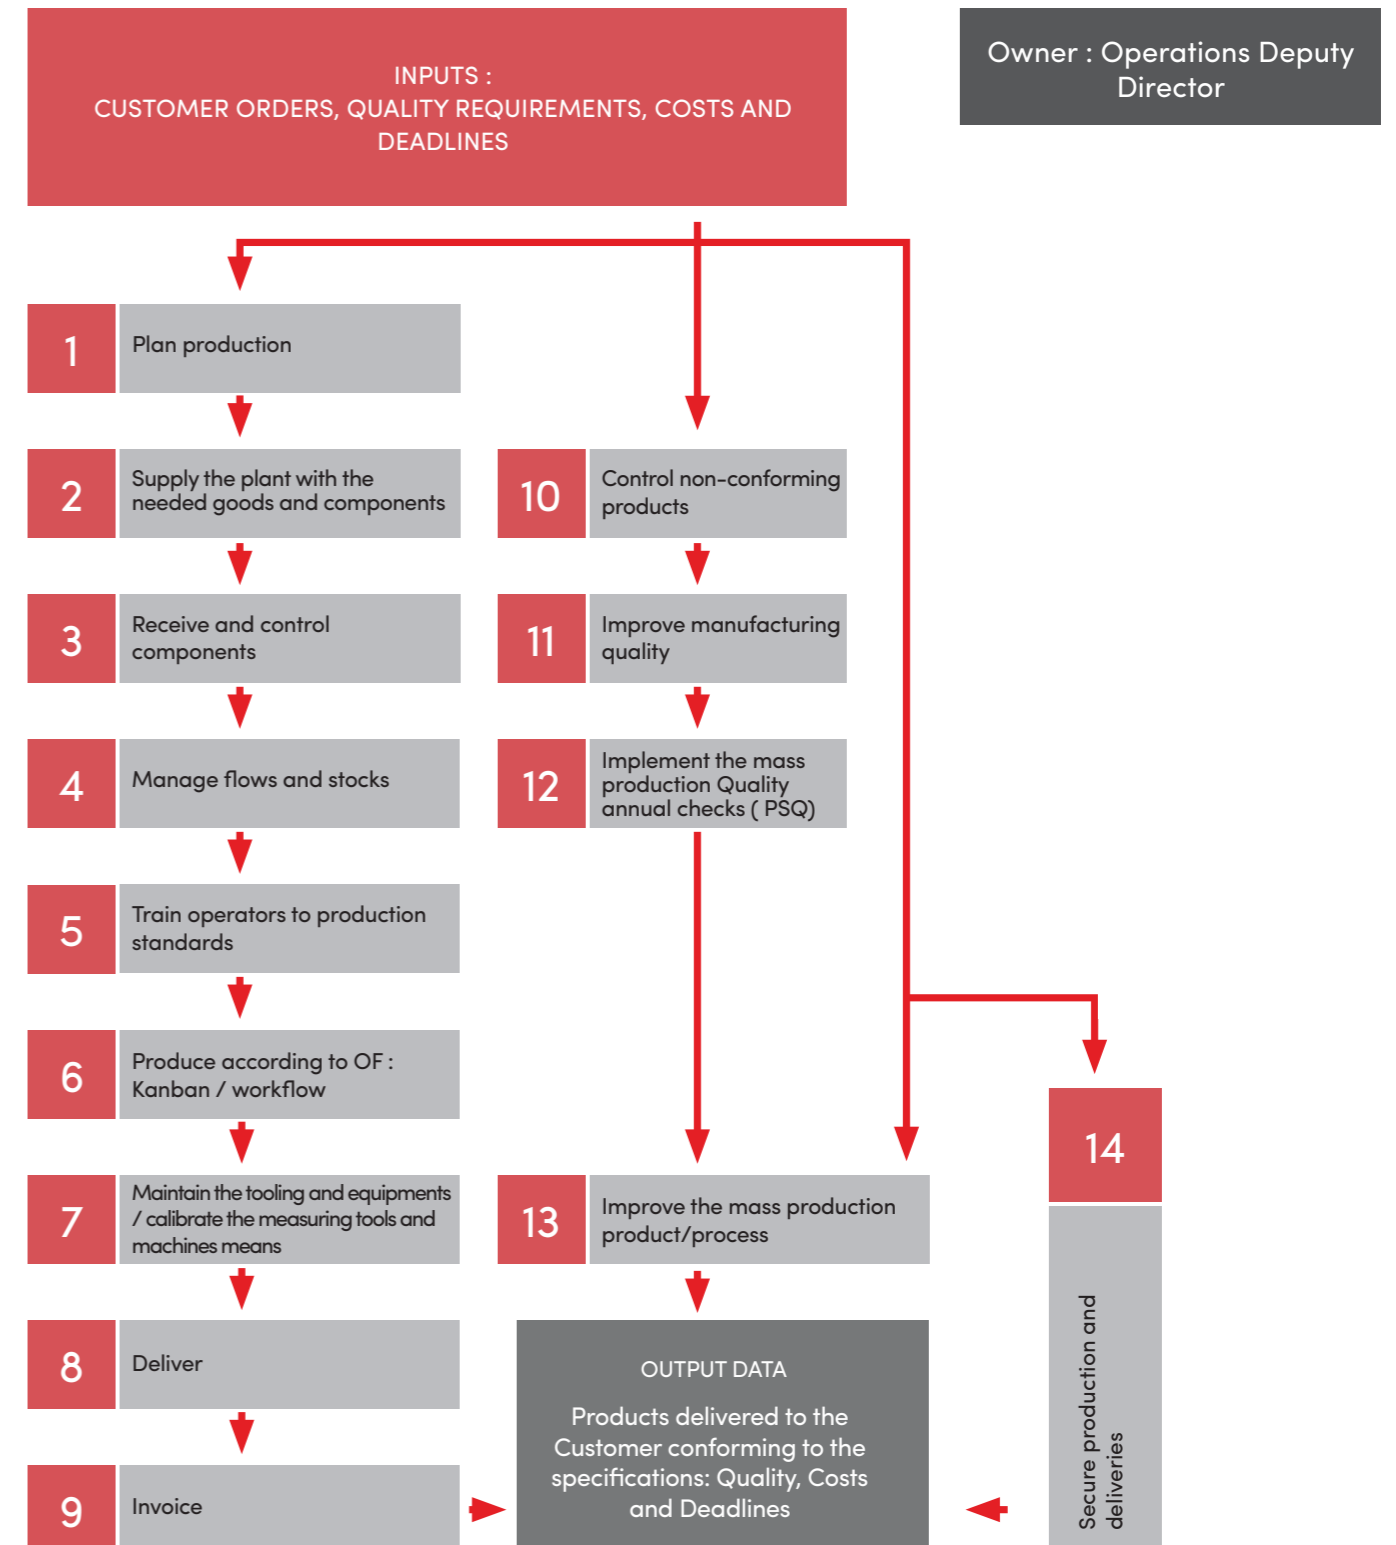 INPUTS :
CUSTOMER ORDERS, QUALITY REQUIREMENTS, COSTS AND
DEADLINES
Owner : Operations Deputy
Director
1
Plan production
2
Supply the plant with the
needed goods and components
3
Receive and control
components
4
Manage flows and stocks
5
Train operators to production
standards
6
Produce according to OF :
Kanban / workflow
7
Maintain the tooling and equipments
/ calibrate the measuring tools and
machines means
8
Deliver
9
Invoice
10
Control non-conforming
products
11
Improve manufacturing
quality
12
Implement the mass
production Quality
annual checks ( PSQ)
13
Improve the mass production
product/process
OUTPUT DATA
Products delivered to the
Customer conforming to the
specifications: Quality, Costs
and Deadlines
14
Secure production and
deliveries